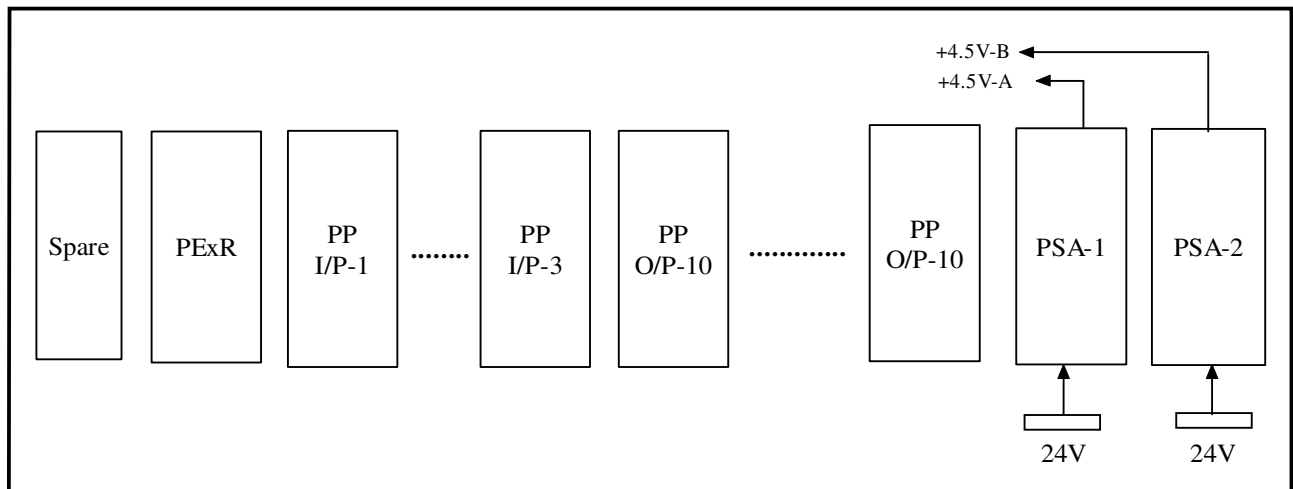 +4.5V-B
+4.5V-A
Spare
PExR
PP
I/P-1
........
PP
I/P-3
PP
O/P-10
.............
PP
O/P-10
PSA-1
PSA-2
24V
24V